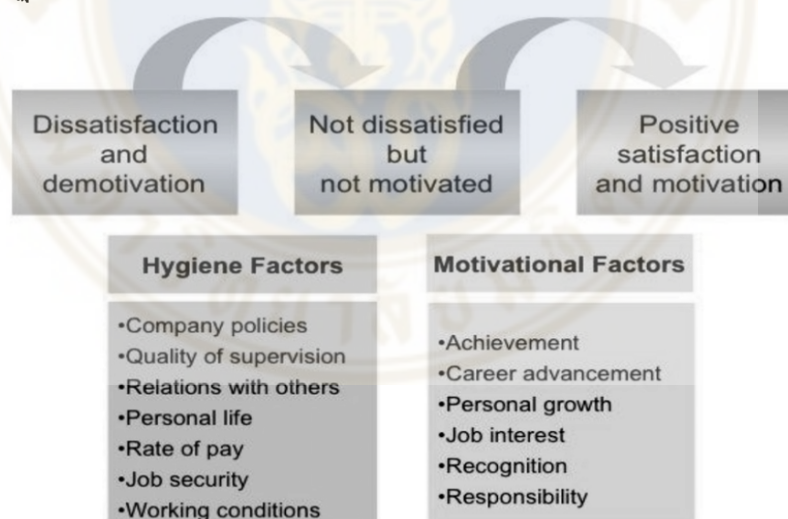 Dissatisfaction
and
demotivation
Not dissatisfied
but
not motivated
Positive
satisfaction
and motivation
Hygiene Factors
•Company policies
•Quality of supervision
•Relations with others
•Personal life
•Rate of pay
•Job security
•Working conditions
Motivational Factors
•Achievement
•Career advancement
•Personal growth
•Job interest
•Recognition
•Responsibility